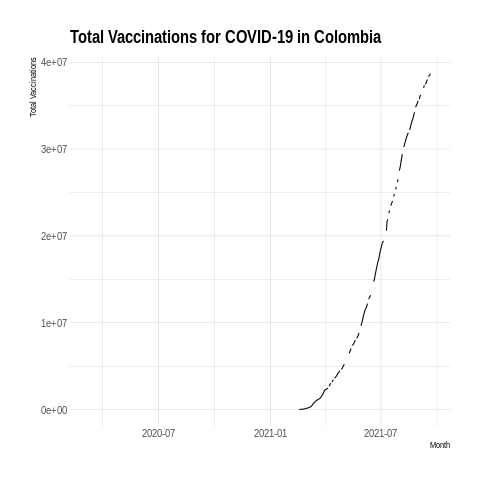 Total Vaccinations for COVID-19 in Colombia
Total Vaccinations
4e+07
3e+07
2e+07
1e+07
0e+00
2020-07 2021-01 2021-07
Month